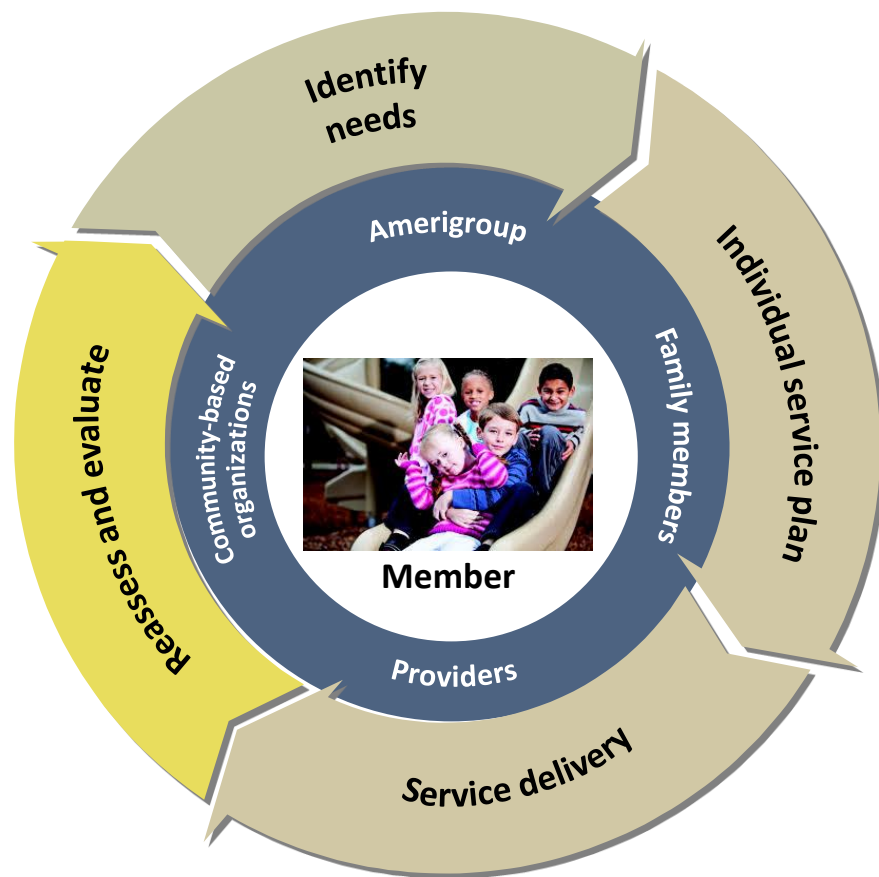 Identify
needs
Amerigroup
Individual service plan
Family members
Community-based
organizations
Reassess and evaluate
Member
Providers
Service delivery